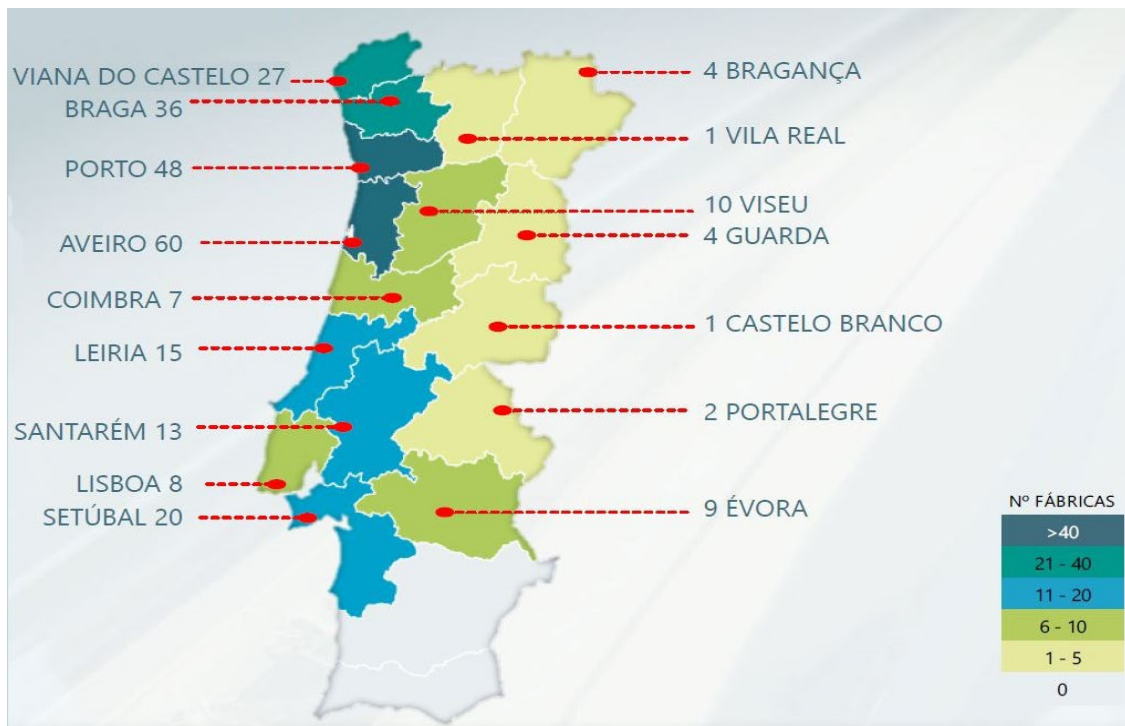 VIANA DO CASTELO 27
BRAGA 36
PORTO 48
AVEIRO 60
COIMBRA 7
LEIRIA 15
SANTARÉM 13
LISBOA 8
SETÚBAL 20
4 BRAGANÇA
1 VILA REAL
10 VISEU
4 GUARDA
1 CASTELO BRANCO
2 PORTALEGRE
9 ÉVORA
Nº FÁBRICAS
>40
21 - 40
11 - 20
6 - 10
1 - 5
0